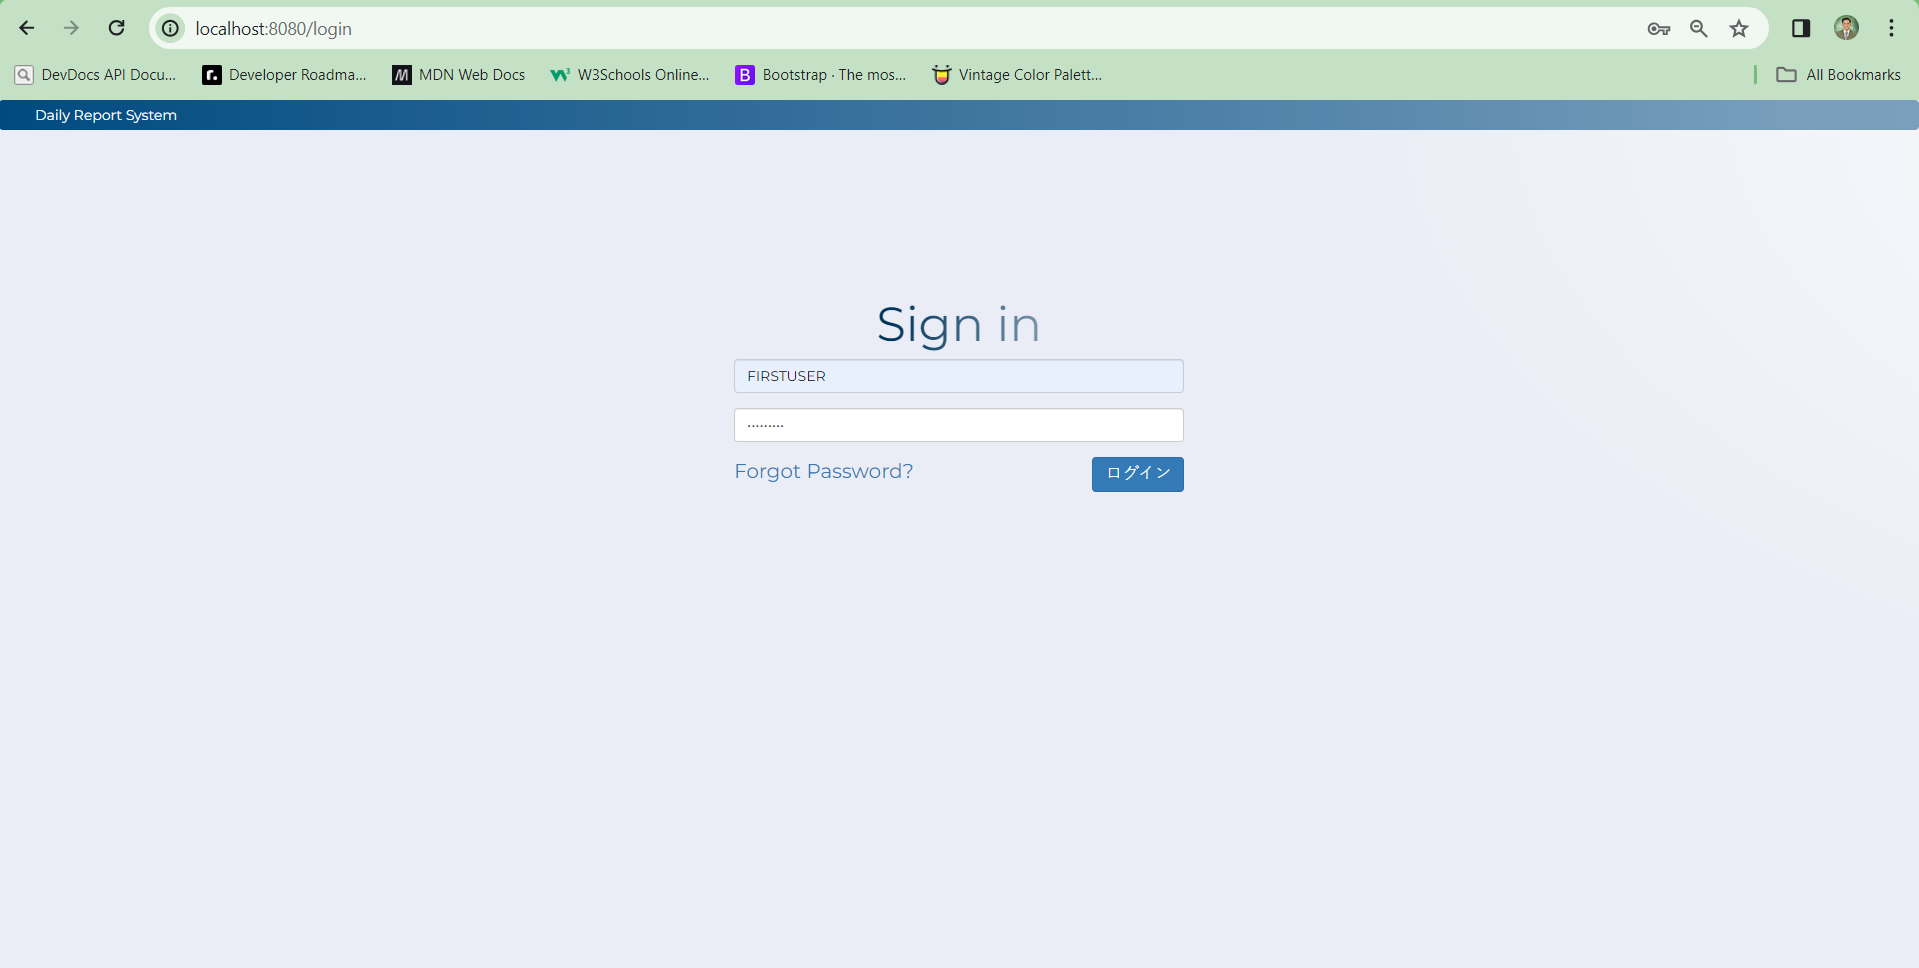 localhost:8080/login
DevDocs API Docu... Developer Roadma... MDN Web Docs W3Schools Online... Bootstrap · The mos... Vintage Color Palett... All Bookmarks
Daily Report System
Sign in
FIRSTUSER
·········
Forgot Password? ログイン